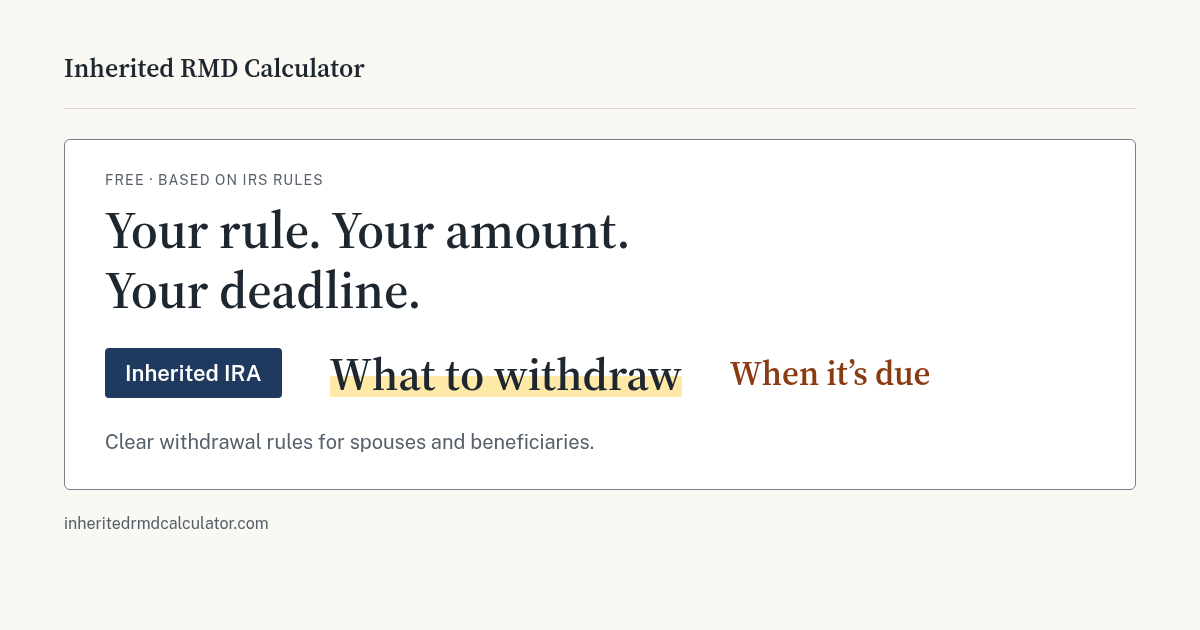 Inherited RMD Calculator
FREE · BASED ON IRS RULES
Your rule. Your amount.
Your deadline.
Inherited IRA
What to withdraw
When it’s due
Clear withdrawal rules for spouses and beneficiaries.
inheritedrmdcalculator.com